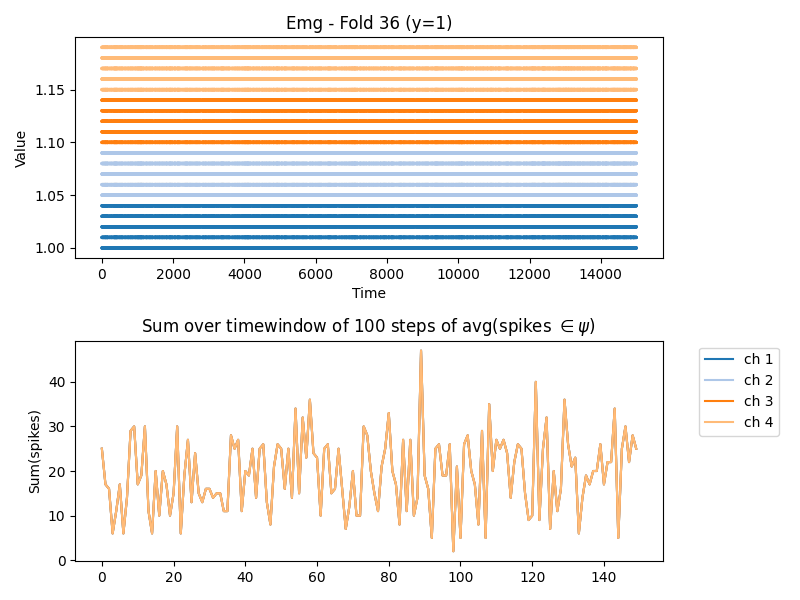 Emg - Fold 36 (y=1)
1.15
1.10
1.05
1.00
Value
0 2000 4000 6000 8000 10000 12000 14000
Time
Sum over timewindow of 100 steps of avg(spikes ∈ψ)
40
30
20
10
0
Sum(spikes)
0 20 40 60 80 100 120 140
ch 1
ch 2
ch 3
ch 4